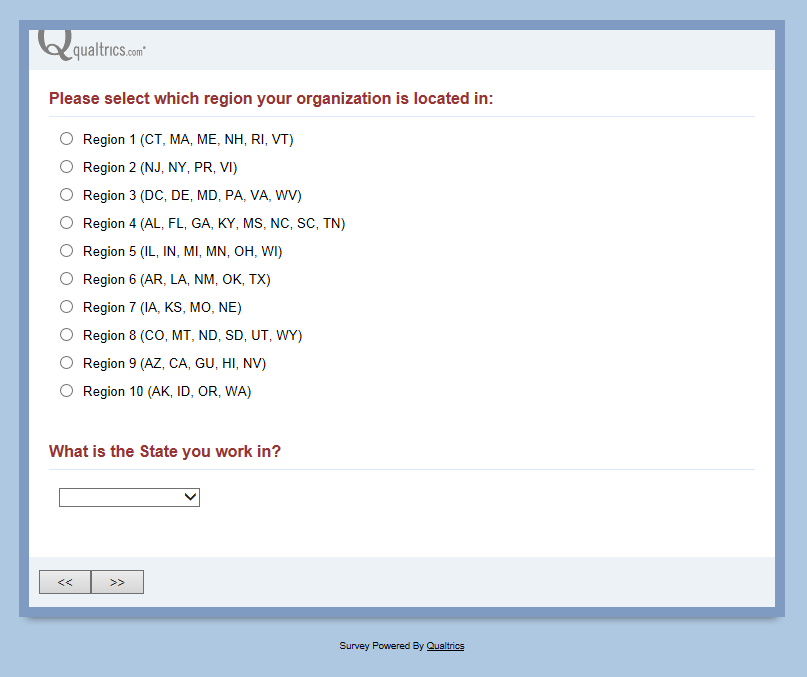 Qualtrics.com®
Please select which region your organization is located in:
Region 1 (CT, MA, ME, NH, RI, VT)
Region 2 (NJ, NY, PR, VI)
Region 3 (DC, DE, MD, PA, VA, WV)
Region 4 (AL, FL, GA, KY, MS, NC, SC, TN)
Region 5 (IL, IN, MI, MN, OH, WI)
Region 6 (AR, LA, NM, OK, TX)
Region 7 (IA, KS, MO, NE)
Region 8 (CO, MT, ND, SD, UT, WY)
Region 9 (AZ, CA, GU, HI, NV)
Region 10 (AK, ID, OR, WA)
What is the State you work in?
<< >>
Survey Powered By Qualtrics